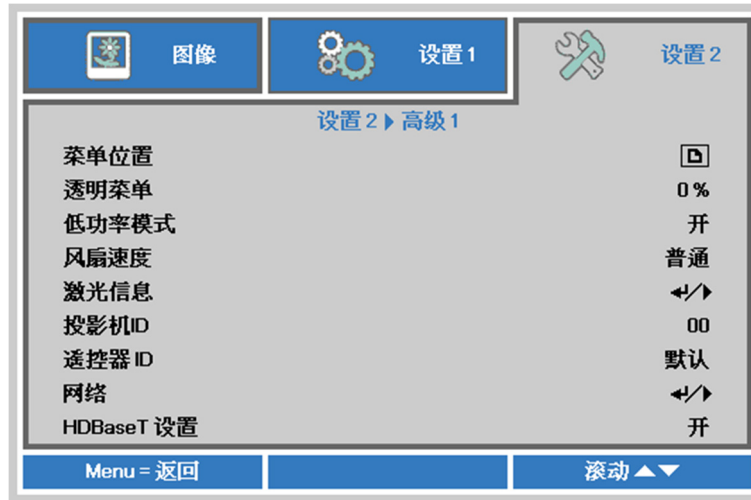 图像 设置1 设置2
设置2 ▶ 高级1
菜单位置
透明菜单 0 %
低功率模式 开
风扇速度 普通
激光信息 ↵/▶
投影机ID 00
遥控器ID 默认
网络 ↵/▶
HDBaseT 设置 开
Menu = 返回 滚动▲▼